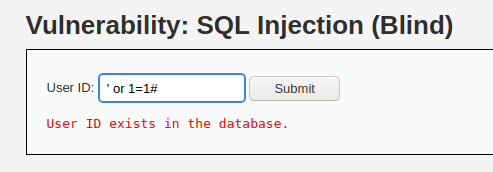 Vulnerability: SQL Injection (Blind)
User ID: ' or 1=1# Submit
User ID exists in the database.